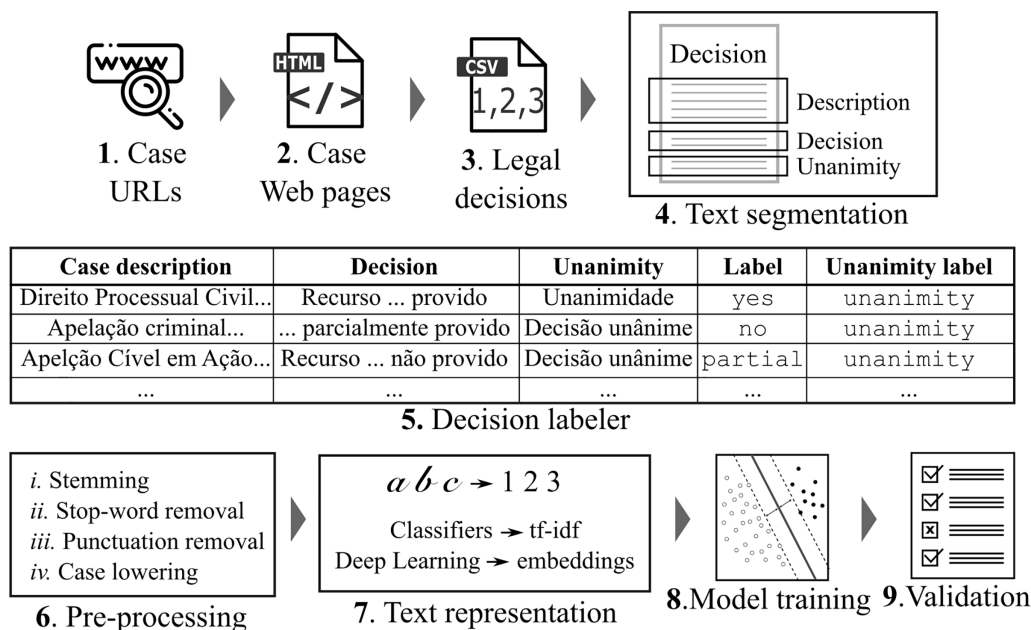 WWW
HTML
</>
CSV
1,2,3
1. Case
URLs
2. Case
Web pages
3. Legal
decisions
Decision
Description
Decision
Unanimity
4. Text segmentation
Case description Decision Unanimity Label Unanimity label
Direito Processual Civil... Recurso ... provido Unanimidade yes unanimity
Apelação criminal... ... parcialmente provido Decisão unânime no unanimity
Apelção Cível em Ação... Recurso ... não provido Decisão unânime partial unanimity
... ... ... ... ...
5. Decision labeler
i. Stemming
ii. Stop-word removal
iii. Punctuation removal
iv. Case lowering
6. Pre-processing
a b c → 1 2 3
Classifiers → tf-idf
Deep Learning → embeddings
7. Text representation
8.Model training
9.Validation